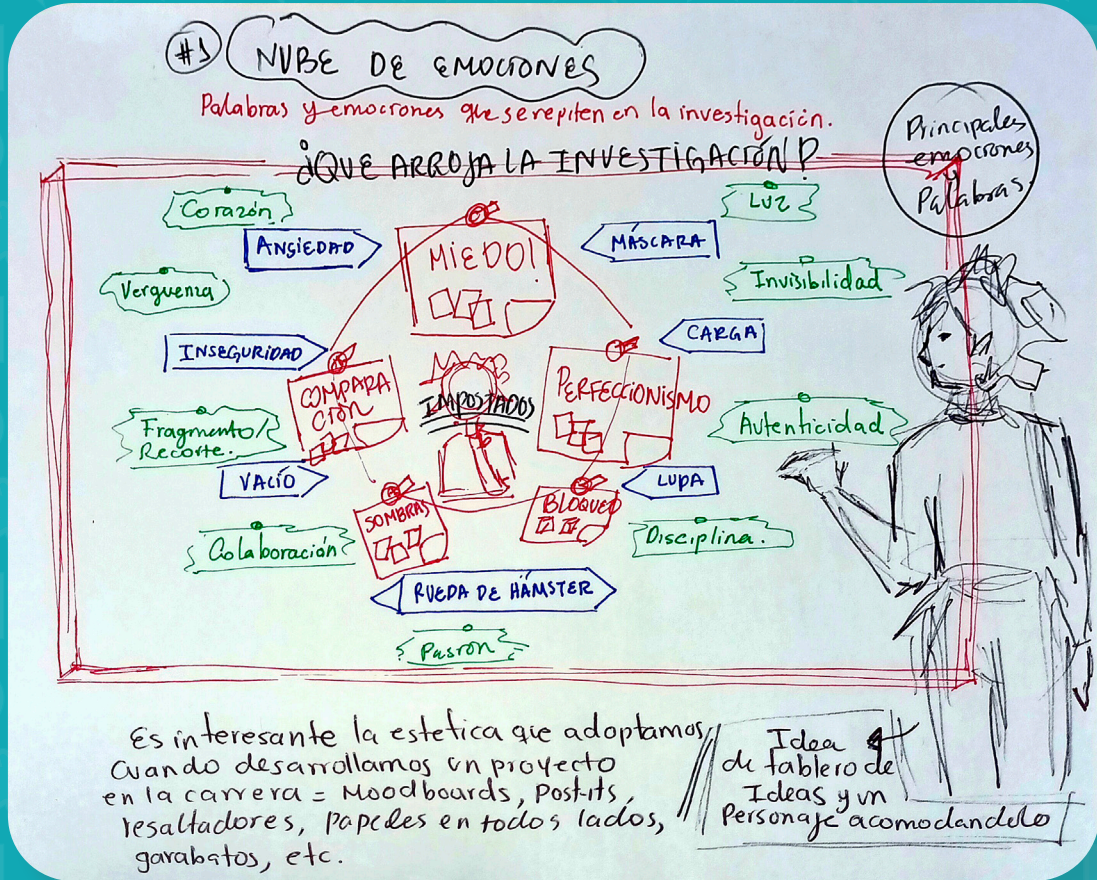 #1 NUBE DE EMOCIONES
Palabras y emociones que se repiten en la investigación.
¿QUE ARROJA LA INVESTIGACIÓN?
Principales
emociones
y
Palabras.
Corazón
LUZ
ANSIEDAD
MIEDO!
MÁSCARA
Verguenza
Invisibilidad
INSEGURIDAD
CARGA
COMPARA
CIÓN
IMPOSTADOS
PERFECCIONISMO
Fragmento/
Recorte.
Autenticidad
VACÍO
LUPA
SOMBRAS
BLOQUEO
Colaboración
Disciplina.
RUEDA DE HÁMSTER
Pasión
Es interesante la estetica que adoptamos
cuando desarrollamos un proyecto
en la carrera = Moodboards, Post-its,
resaltadores, papeles en todos lados,
garabatos, etc.
Idea
de tablero de
Ideas y un
Personaje acomodandolo